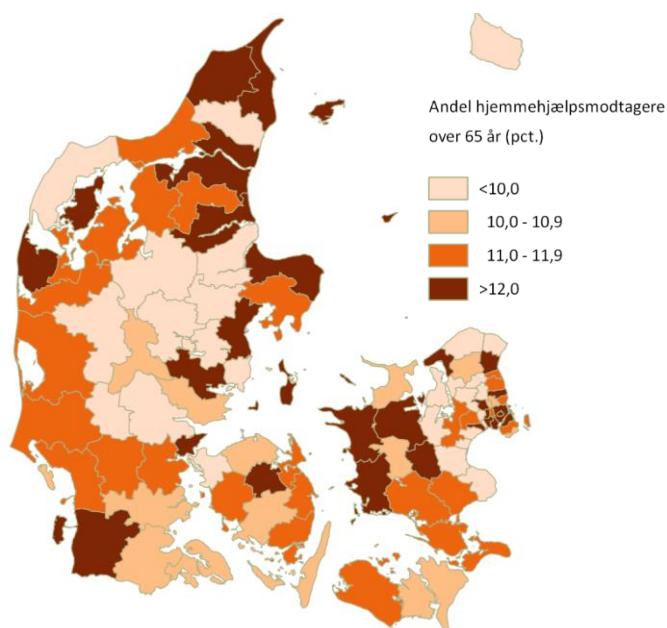 Andel hjemmehjælpsmodtagere
over 65 år (pct.)
<10,0
10,0 - 10,9
11,0 - 11,9
>12,0